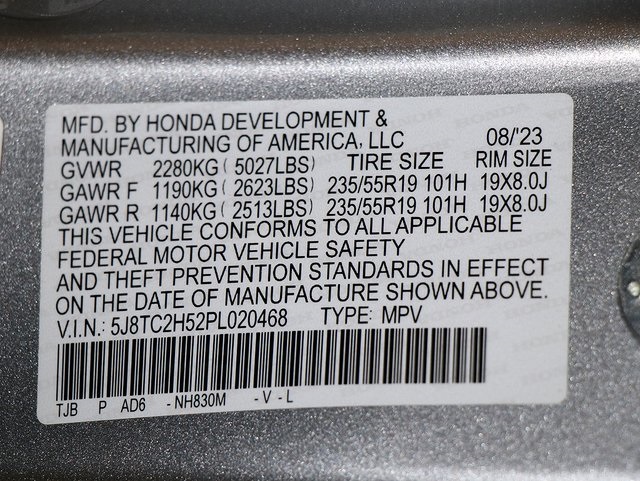 MFD. BY HONDA DEVELOPMENT &
MANUFACTURING OF AMERICA, LLC 08/'23
GVWR 2280KG ( 5027LBS) TIRE SIZE RIM SIZE
GAWR F 1190KG ( 2623LBS) 235/55R19 101H 19X8.0J
GAWR R 1140KG ( 2513LBS) 235/55R19 101H 19X8.0J
THIS VEHICLE CONFORMS TO ALL APPLICABLE
FEDERAL MOTOR VEHICLE SAFETY
AND THEFT PREVENTION STANDARDS IN EFFECT
ON THE DATE OF MANUFACTURE SHOWN ABOVE.
V.I.N.: 5J8TC2H52PL020468 TYPE: MPV
TJB P AD6 - NH830M - V - L